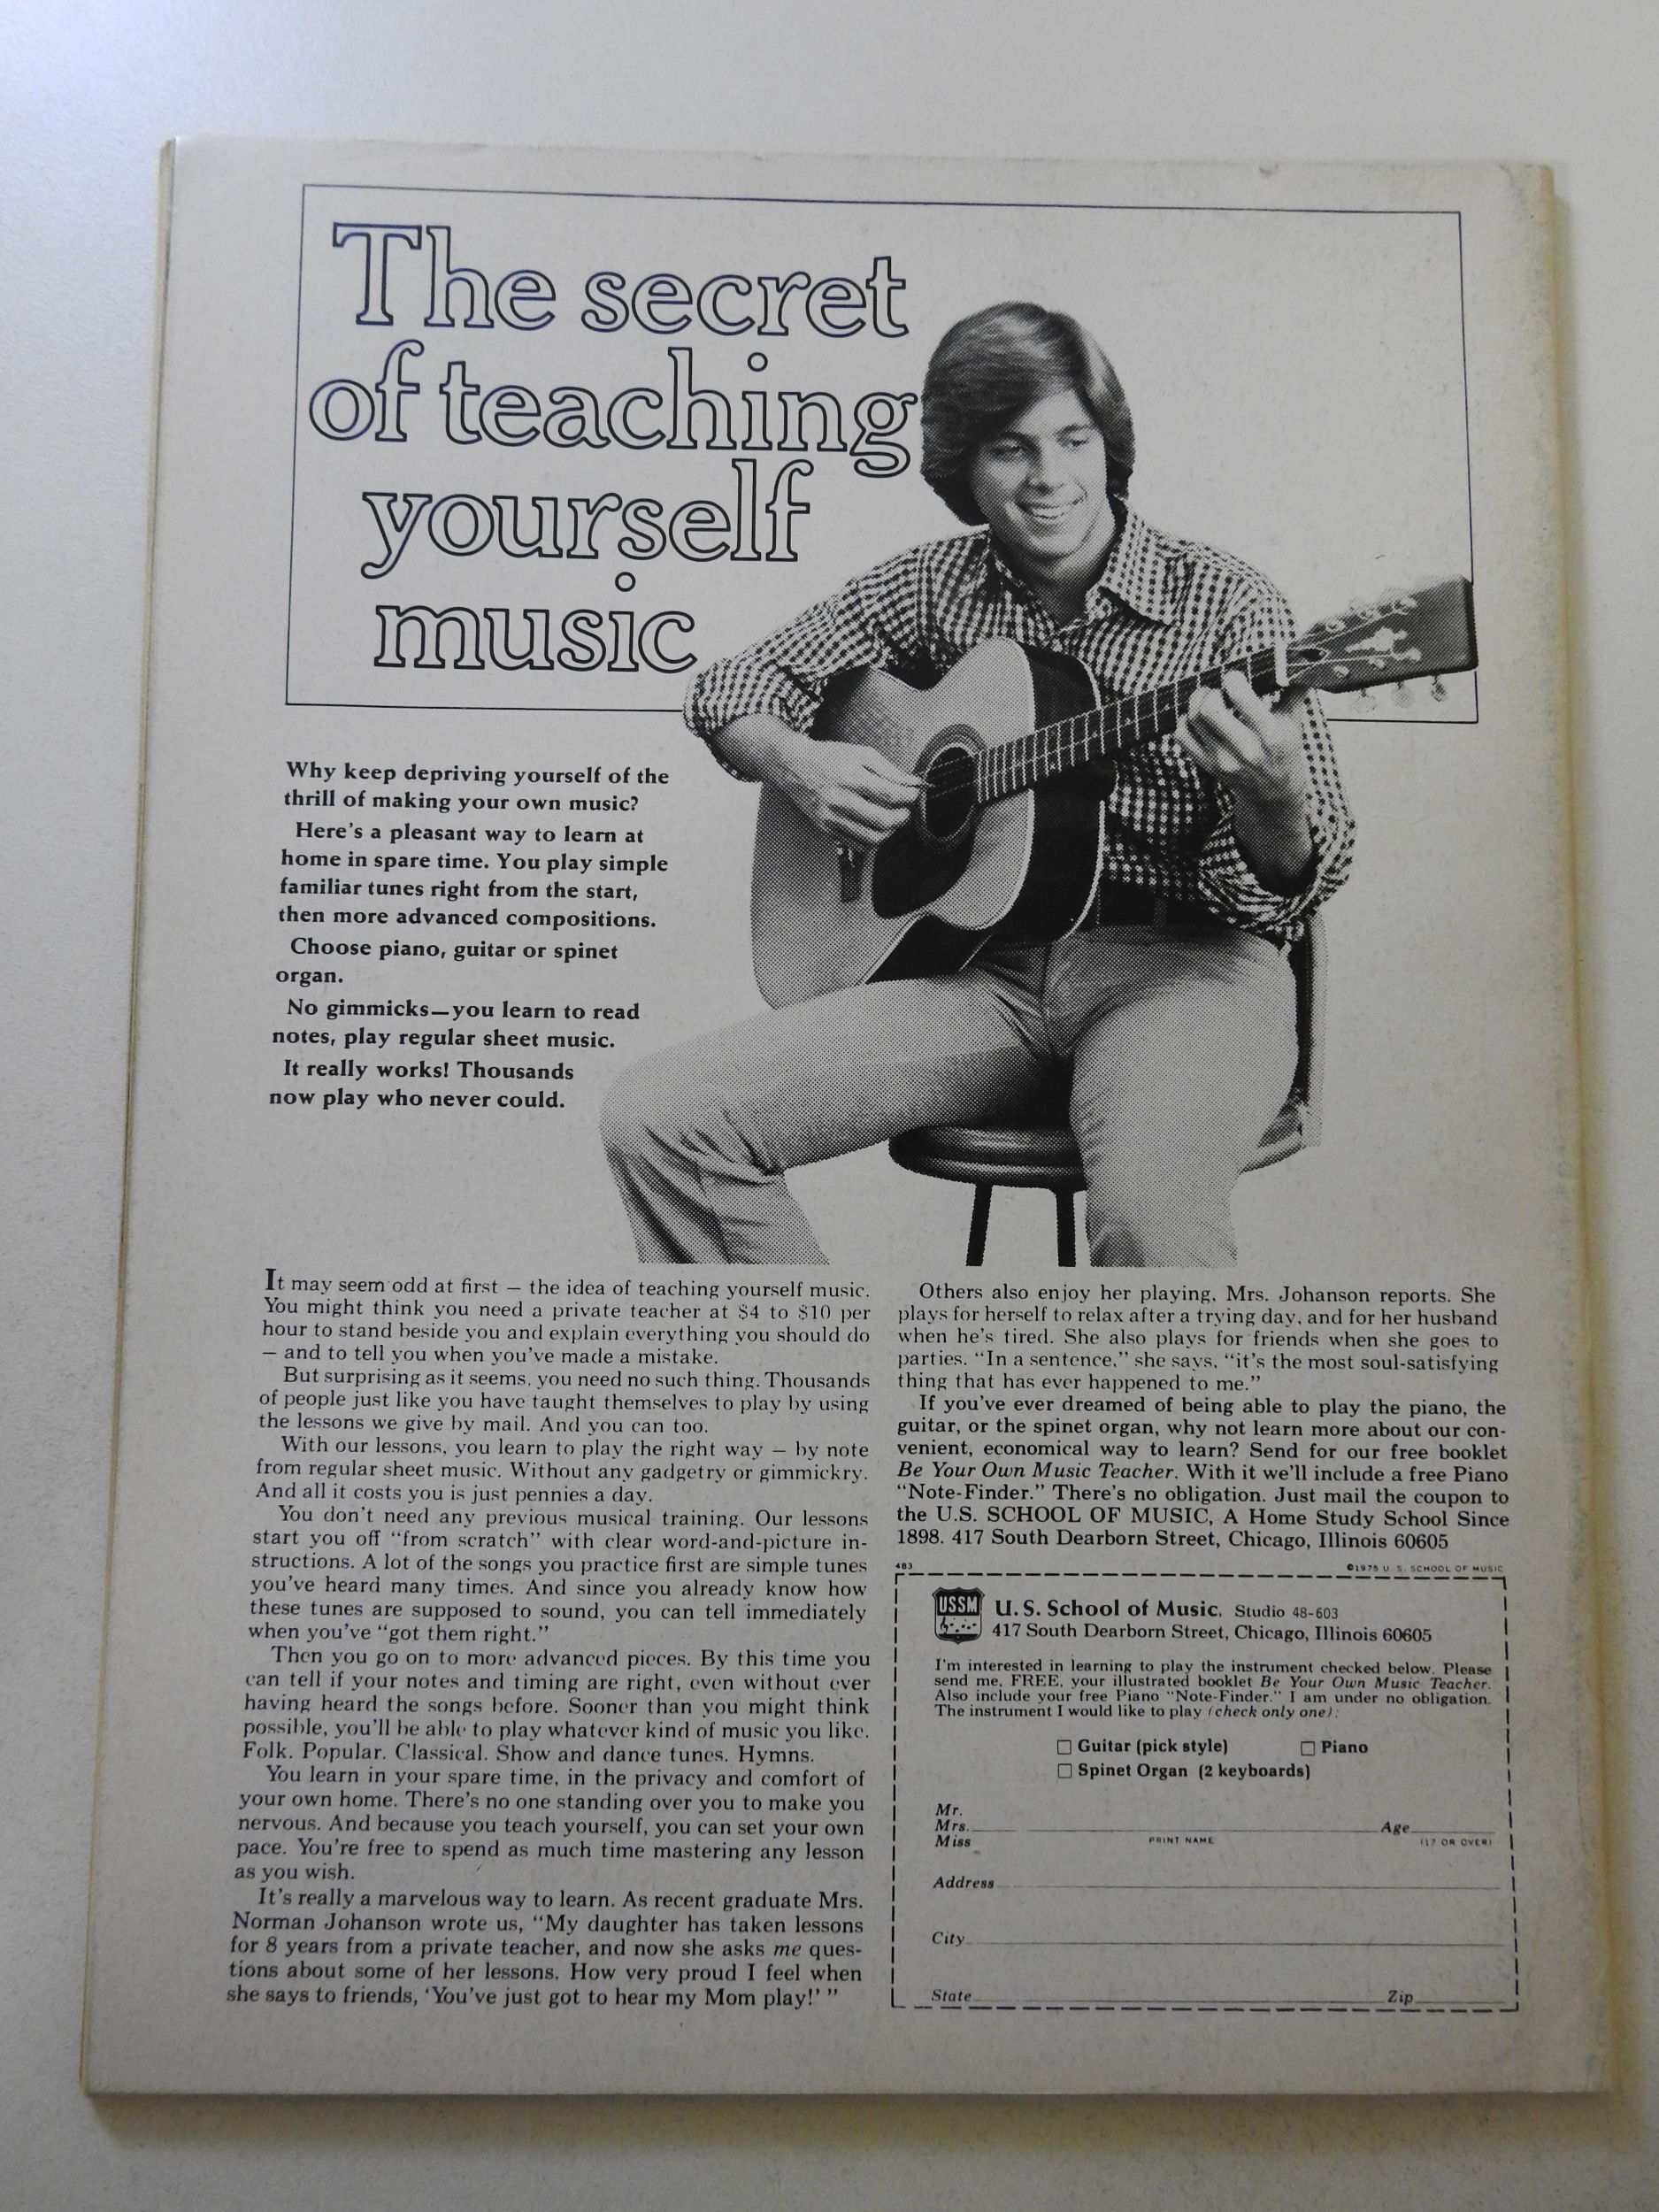 The secret
of teaching
yourself
music
Why keep depriving yourself of the
thrill of making your own music?
Here's a pleasant way to learn at
home in spare time. You play simple
familiar tunes right from the start,
then more advanced compositions.
Choose piano, guitar or spinet
organ.
No gimmicks—you learn to read
notes, play regular sheet music.
It really works! Thousands
now play who never could.
It may seem odd at first — the idea of teaching yourself music.
You might think you need a private teacher at $4 to $10 per
hour to stand beside you and explain everything you should do
— and to tell you when you've made a mistake.
But surprising as it seems, you need no such thing. Thousands
of people just like you have taught themselves to play by using
the lessons we give by mail. And you can too.
With our lessons, you learn to play the right way — by note
from regular sheet music. Without any gadgetry or gimmickry.
And all it costs you is just pennies a day.
You don't need any previous musical training. Our lessons
start you off "from scratch" with clear word-and-picture in-
structions. A lot of the songs you practice first are simple tunes
you've heard many times. And since you already know how
these tunes are supposed to sound, you can tell immediately
when you've "got them right."
Then you go on to more advanced pieces. By this time you
can tell if your notes and timing are right, even without ever
having heard the songs before. Sooner than you might think
possible, you'll be able to play whatever kind of music you like.
Folk. Popular. Classical. Show and dance tunes. Hymns.
You learn in your spare time, in the privacy and comfort of
your own home. There's no one standing over you to make you
nervous. And because you teach yourself, you can set your own
pace. You're free to spend as much time mastering any lesson
as you wish.
It's really a marvelous way to learn. As recent graduate Mrs.
Norman Johanson wrote us, "My daughter has taken lessons
for 8 years from a private teacher, and now she asks me ques-
tions about some of her lessons. How very proud I feel when
she says to friends, 'You've just got to hear my Mom play!' "
Others also enjoy her playing, Mrs. Johanson reports. She
plays for herself to relax after a trying day, and for her husband
when he's tired. She also plays for friends when she goes to
parties. "In a sentence," she says, "it's the most soul-satisfying
thing that has ever happened to me."
If you've ever dreamed of being able to play the piano, the
guitar, or the spinet organ, why not learn more about our con-
venient, economical way to learn? Send for our free booklet
Be Your Own Music Teacher. With it we'll include a free Piano
"Note-Finder." There's no obligation. Just mail the coupon to
the U.S. SCHOOL OF MUSIC, A Home Study School Since
1898. 417 South Dearborn Street, Chicago, Illinois 60605
483 ©1975 U.S. SCHOOL OF MUSIC
USSM
U.S. School of Music, Studio 48-603
417 South Dearborn Street, Chicago, Illinois 60605
I'm interested in learning to play the instrument checked below. Please
send me, FREE, your illustrated booklet Be Your Own Music Teacher.
Also include your free Piano "Note-Finder." I am under no obligation.
The instrument I would like to play (check only one):
Guitar (pick style) Piano
Spinet Organ (2 keyboards)
Mr.
Mrs. Age
Miss PRINT NAME (17 OR OVER)
Address
City
State Zip